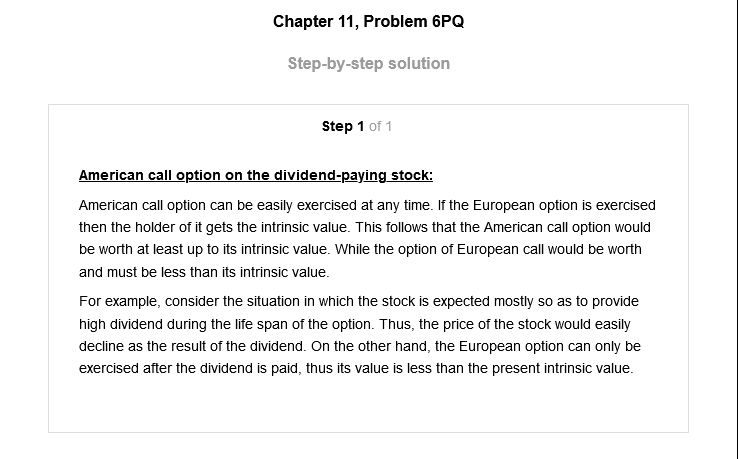 Chapter 11, Problem 6PQ
Step-by-step solution
Step 1 of 1
American call option on the dividend-paying stock:
American call option can be easily exercised at any time. If the European option is exercised
then the holder of it gets the intrinsic value. This follows that the American call option would
be worth at least up to its intrinsic value. While the option of European call would be worth
and must be less than its intrinsic value.
For example, consider the situation in which the stock is expected mostly so as to provide
high dividend during the life span of the option. Thus, the price of the stock would easily
decline as the result of the dividend. On the other hand, the European option can only be
exercised after the dividend is paid, thus its value is less than the present intrinsic value.